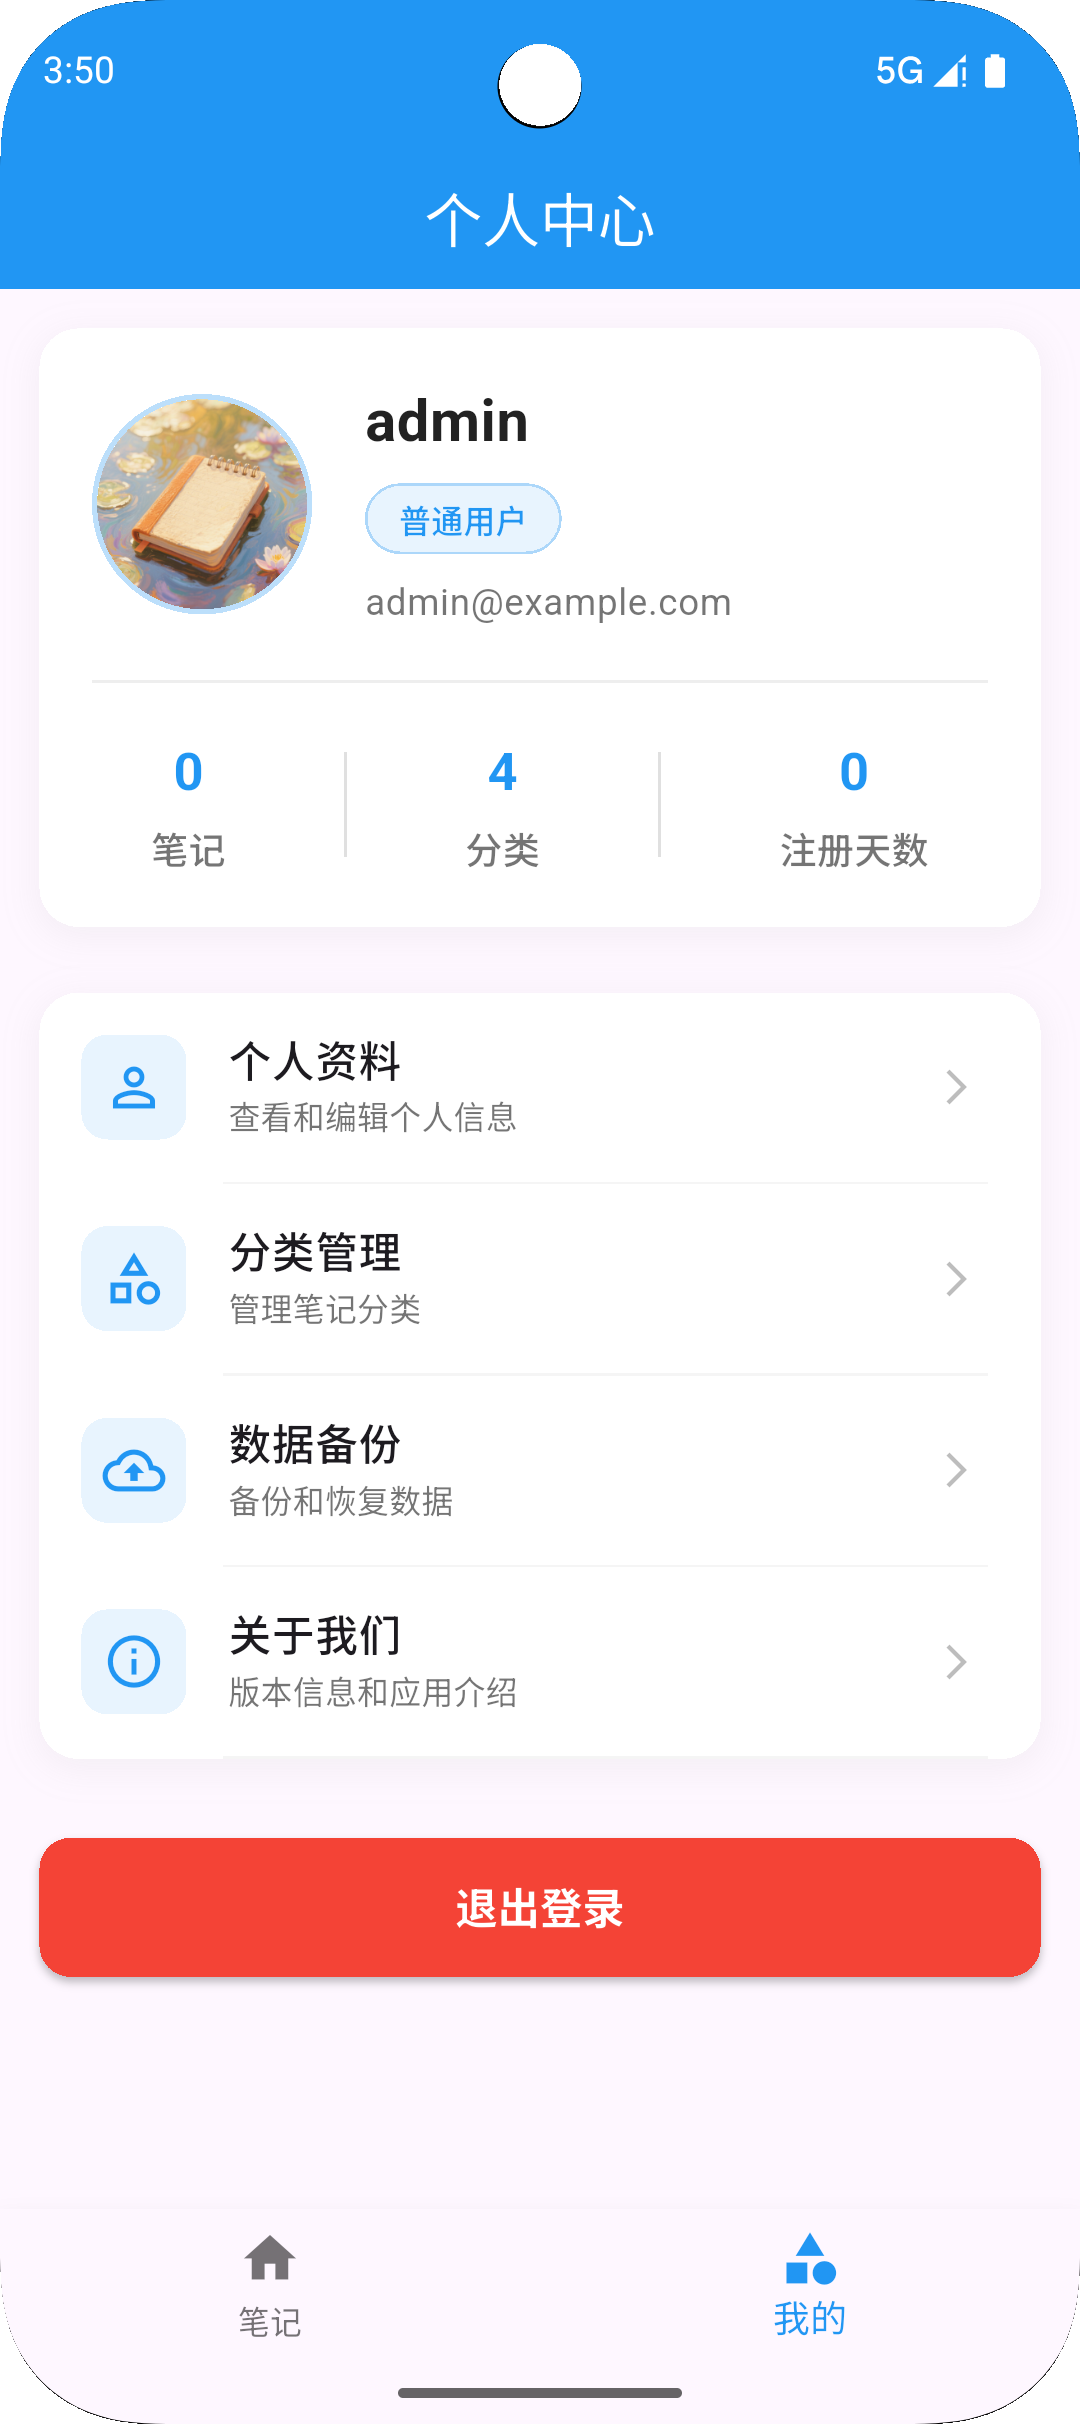 3:50
5G
个人中心
admin
普通用户
admin@example.com
0
笔记
4
分类
0
注册天数
个人资料
查看和编辑个人信息
分类管理
管理笔记分类
数据备份
备份和恢复数据
关于我们
版本信息和应用介绍
退出登录
笔记
我的